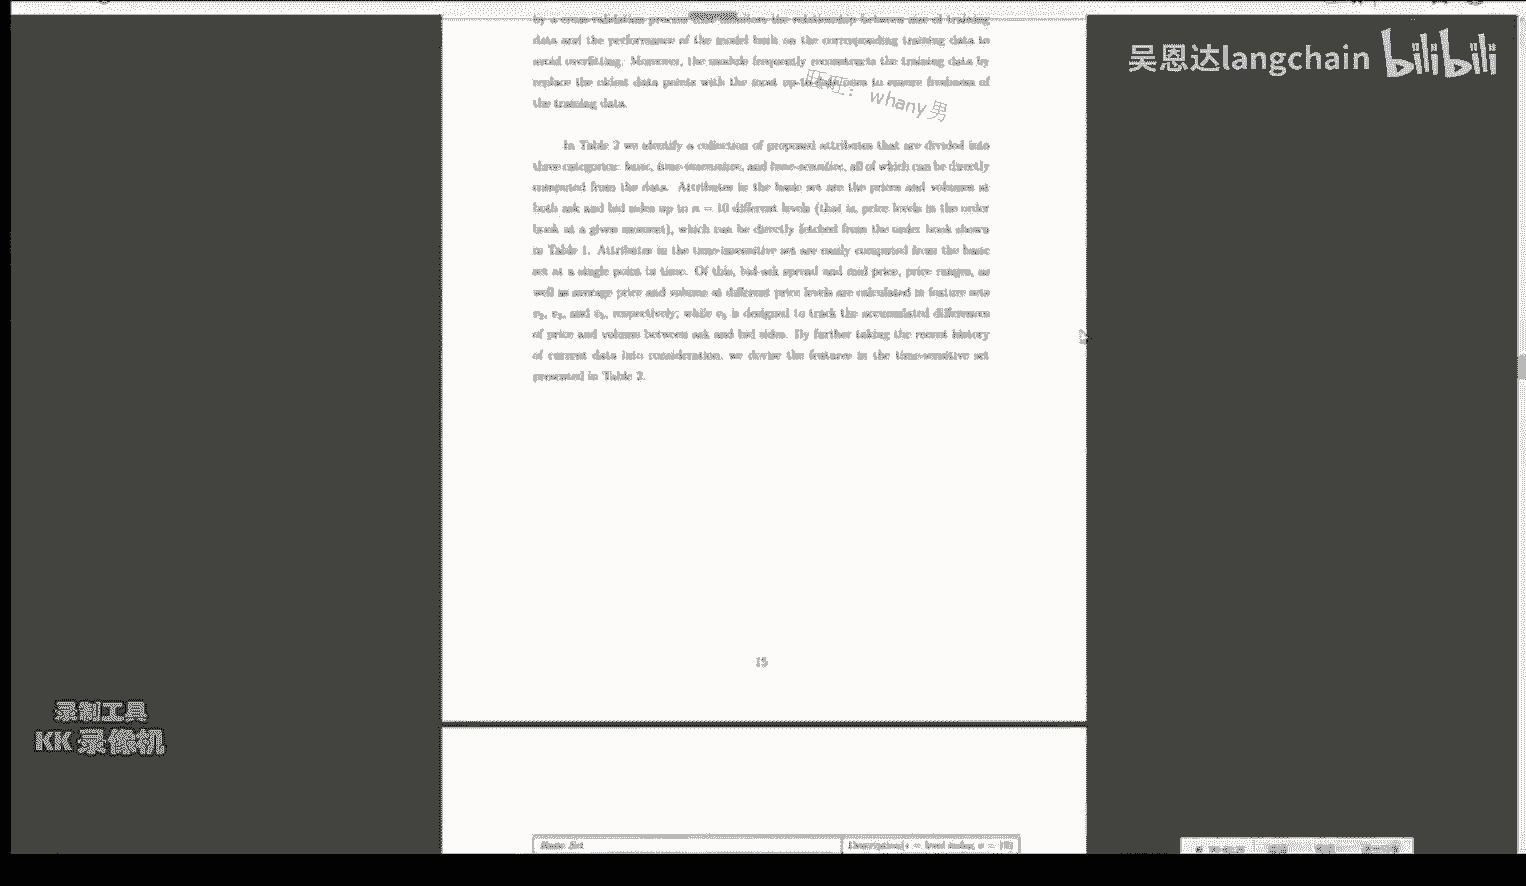 by a cross-validation process that monitors the relationship between size of training
吴恩达langchain bilibili
data and the performance of the model built on the corresponding training data to
avoid overfitting. Moreover, the module frequently reconstructs the training data by
replace the oldest data points with the most up-to-date ones to ensure freshness of
旺旺: whany男
the training data.
In Table 2 we identify a collection of proposed attributes that are divided into
three categories: basic, time-insensitive, and time-sensitive, all of which can be directly
computed from the data. Attributes in the basic set are the prices and volumes at
both ask and bid sides up to n = 10 different levels (that is, price levels in the order
book at a given moment), which can be directly fetched from the order book shown
in Table 1. Attributes in the time-insensitive set are easily computed from the basic
set at a single point in time. Of this, bid-ask spread and mid price, price ranges, as
well as average price and volume at different price levels are calculated in feature sets
and respectively; while is designed to track the accumulated differences
of price and volume between ask and bid sides. By further taking the recent history
of current data into consideration, we devise the features in the time-sensitive set
presented in Table 2.
15
录制工具
KK 录像机
Basic Set Description(i = level index, n = 10)